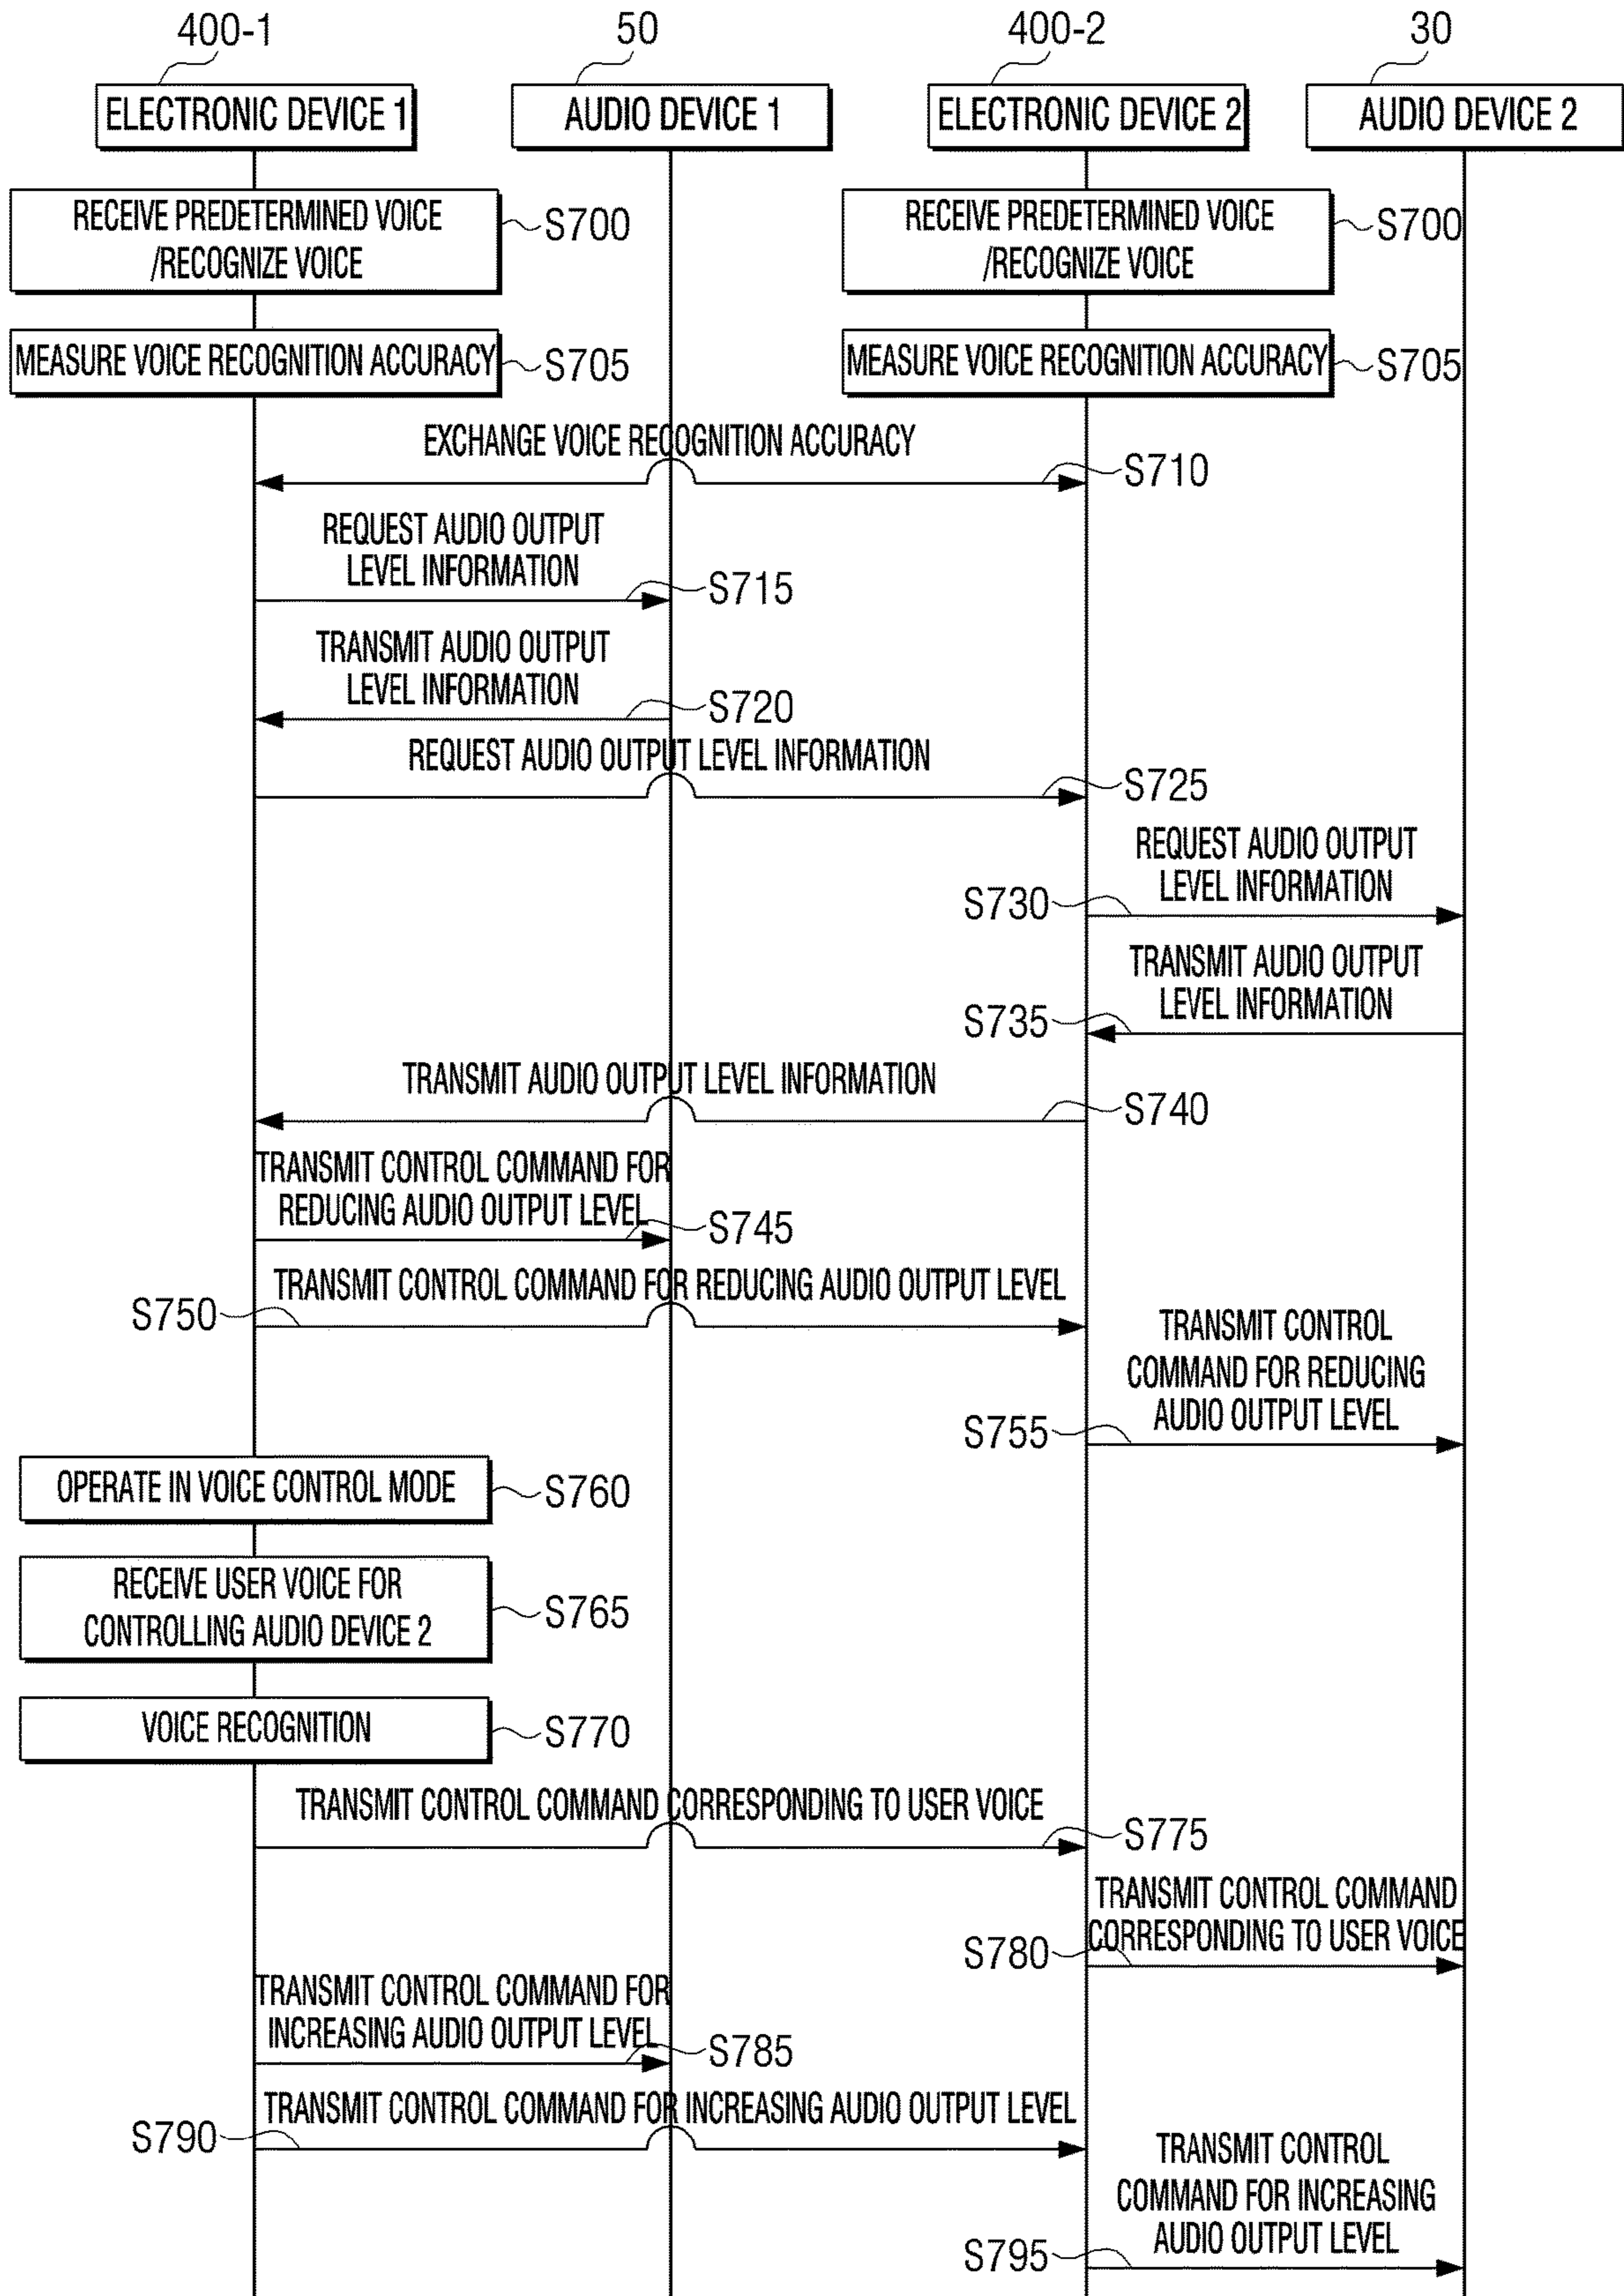 400-1
50
400-2
30
ELECTRONIC DEVICE 1
AUDIO DEVICE 1
ELECTRONIC DEVICE 2
AUDIO DEVICE 2
RECEIVE PREDETERMINED VOICE
/RECOGNIZE VOICE
S700
RECEIVE PREDETERMINED VOICE
/RECOGNIZE VOICE
S700
MEASURE VOICE RECOGNITION ACCURACY
S705
MEASURE VOICE RECOGNITION ACCURACY
S705
EXCHANGE VOICE RECOGNITION ACCURACY
S710
REQUEST AUDIO OUTPUT
LEVEL INFORMATION
S715
TRANSMIT AUDIO OUTPUT
LEVEL INFORMATION
S720
REQUEST AUDIO OUTPUT LEVEL INFORMATION
S725
REQUEST AUDIO OUTPUT
LEVEL INFORMATION
S730
TRANSMIT AUDIO OUTPUT
LEVEL INFORMATION
S735
TRANSMIT AUDIO OUTPUT LEVEL INFORMATION
S740
TRANSMIT CONTROL COMMAND FOR
REDUCING AUDIO OUTPUT LEVEL
S745
TRANSMIT CONTROL COMMAND FOR REDUCING AUDIO OUTPUT LEVEL
S750
TRANSMIT CONTROL
COMMAND FOR REDUCING
AUDIO OUTPUT LEVEL
S755
OPERATE IN VOICE CONTROL MODE
S760
RECEIVE USER VOICE FOR
CONTROLLING AUDIO DEVICE 2
S765
VOICE RECOGNITION
S770
TRANSMIT CONTROL COMMAND CORRESPONDING TO USER VOICE
S775
TRANSMIT CONTROL COMMAND
CORRESPONDING TO USER VOICE
S780
TRANSMIT CONTROL COMMAND FOR
INCREASING AUDIO OUTPUT LEVEL
S785
TRANSMIT CONTROL COMMAND FOR INCREASING AUDIO OUTPUT LEVEL
S790
TRANSMIT CONTROL
COMMAND FOR INCREASING
AUDIO OUTPUT LEVEL
S795